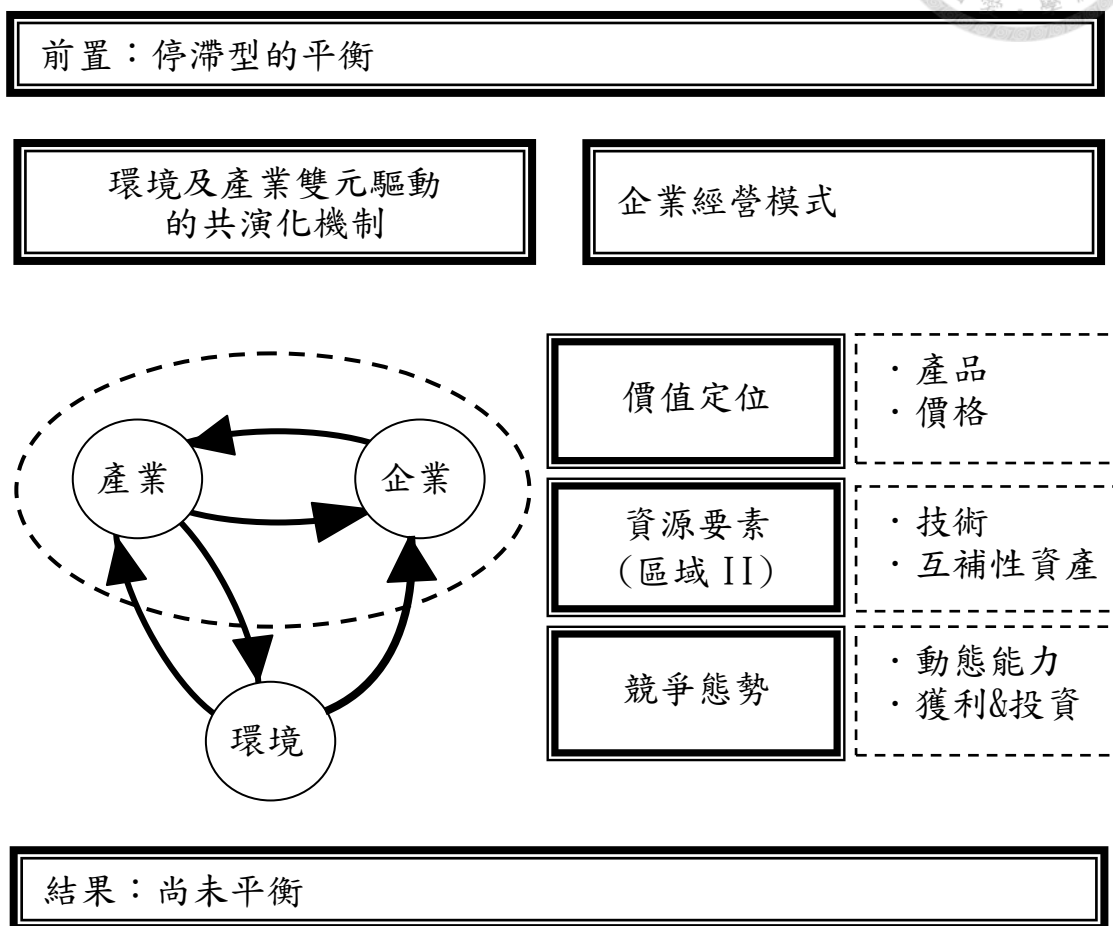 前置：停滯型的平衡
環境及產業雙元驅動
的共演化機制
企業經營模式
產業
企業
環境
價值定位
·產品
·價格
資源要素
(區域 II)
·技術
·互補性資產
競爭態勢
·動態能力
·獲利&投資
結果：尚未平衡